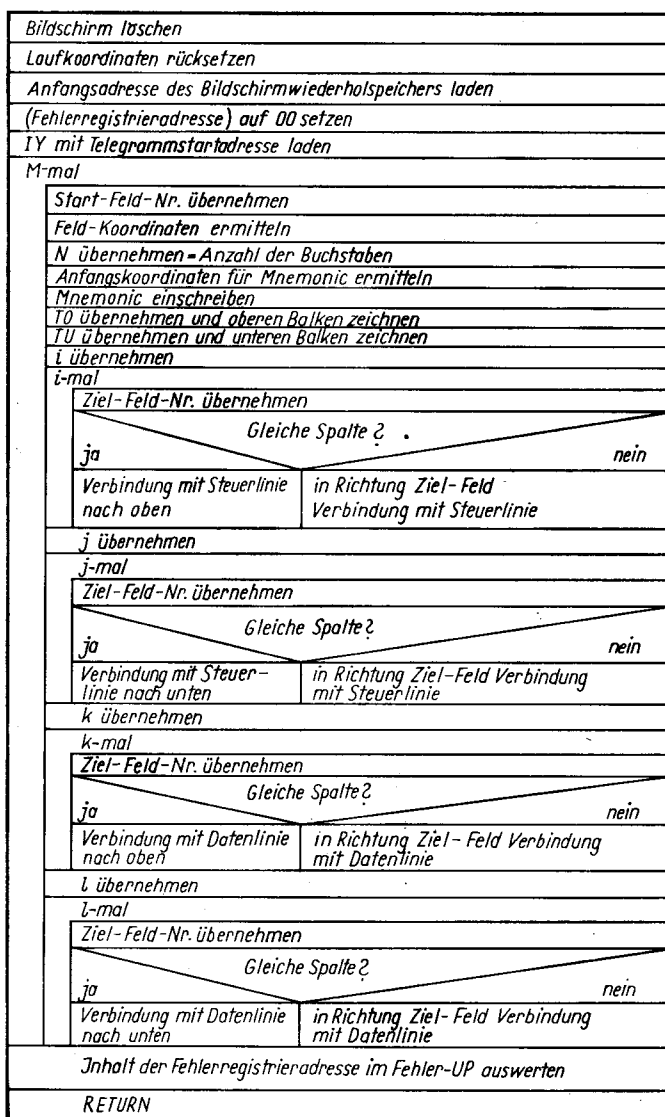 Bildschirm löschen
Laufkoordinaten rücksetzen
Anfangsadresse des Bildschirmwiederholspeichers laden
(Fehlerregistrieradresse) auf 00 setzen
IY mit Telegrammstartadresse laden
M-mal
Start-Feld-Nr. übernehmen
Feld-Koordinaten ermitteln
N übernehmen=Anzahl der Buchstaben
Anfangskoordinaten für Mnemonic ermitteln
Mnemonic einschreiben
TO übernehmen und oberen Balken zeichnen
TU übernehmen und unteren Balken zeichnen
i übernehmen
i-mal
Ziel-Feld-Nr. übernehmen
Gleiche Spalte?
ja nein
Verbindung mit Steuerlinie in Richtung Ziel-Feld
nach oben Verbindung mit Steuerlinie
j übernehmen
j-mal
Ziel-Feld-Nr. übernehmen
Gleiche Spalte?
ja nein
Verbindung mit Steuer- in Richtung Ziel-Feld Verbindung
linie nach unten mit Steuerlinie
k übernehmen
k-mal
Ziel-Feld-Nr. übernehmen
Gleiche Spalte?
ja nein
Verbindung mit Datenlinie in Richtung Ziel-Feld Verbindung
nach oben mit Datenlinie
l übernehmen
l-mal
Ziel-Feld-Nr. übernehmen
Gleiche Spalte?
ja nein
Verbindung mit Datenlinie in Richtung Ziel-Feld Verbindung
nach unten mit Datenlinie
Inhalt der Fehlerregistrieradresse im Fehler-UP auswerten
RETURN